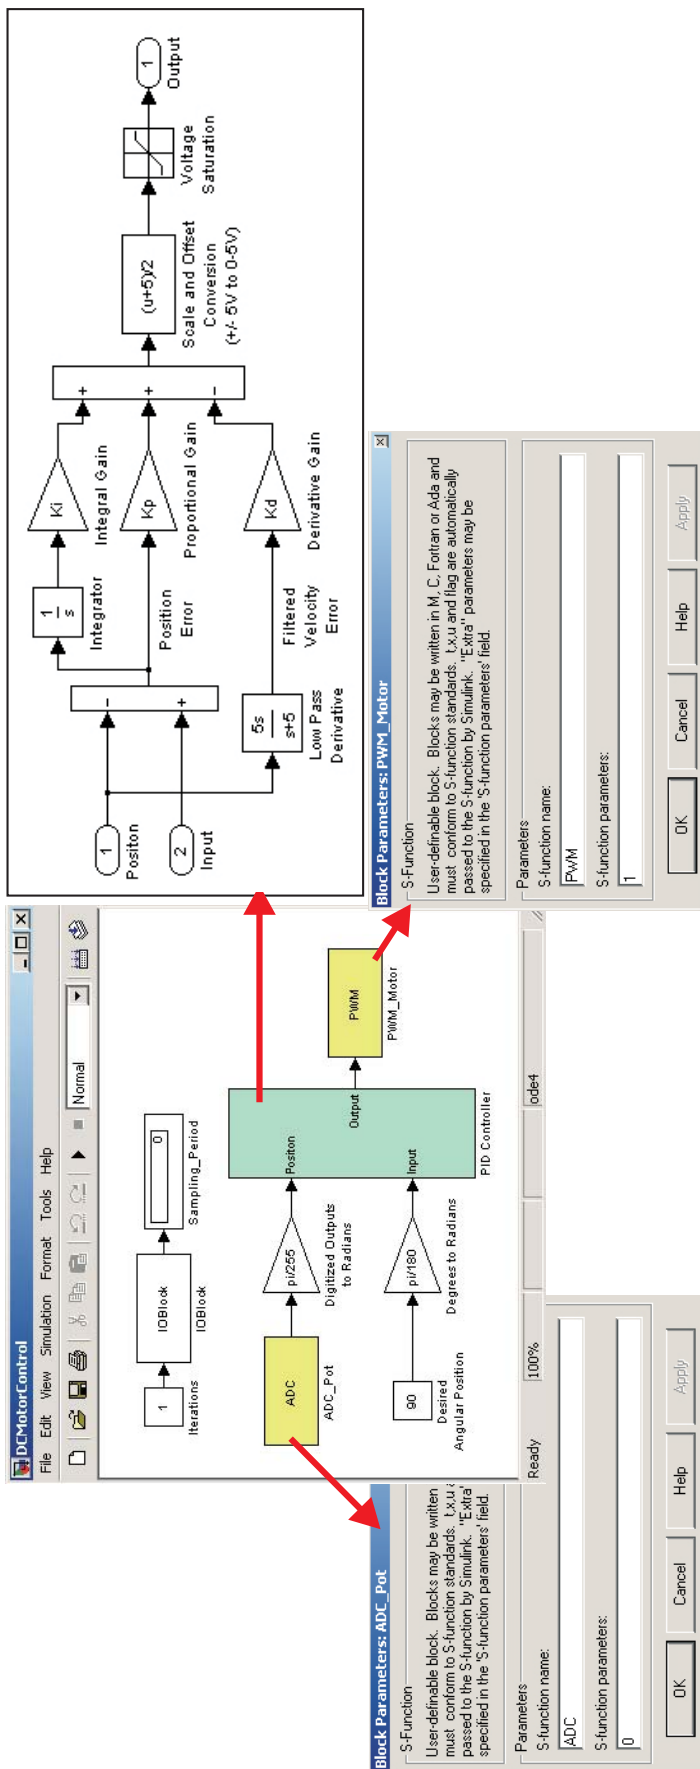 DCMotorControl
File Edit View Simulation Format Tools Help
Normal
1
Iterations
IOBlock
IOBlock
0
Sampling_Period
ADC
ADC_Pot
pi/255
Digitized Outputs
to Radians
90
Desired
Angular Position
pi/180
Degrees to Radians
Positon
Input
Output
PID Controller
PWM
PWM_Motor
Ready
100%
ode4
1
Positon
2
Input
-
+
1
s
Integrator
Position
Error
5s
s+5
Low Pass
Derivative
Filtered
Velocity
Error
Ki
Integral Gain
Kp
Proportional Gain
Kd
Derivative Gain
+
+
-
(u+5)/2
Scale and Offset
Conversion
(+/- 5V to 0-5V)
Voltage
Saturation
1
Output
Block Parameters: ADC_Pot
S-Function
User-definable block. Blocks may be written
must conform to S-function standards. t,x,u
passed to the S-function by Simulink. "Extra"
specified in the 'S-function parameters' field.
Parameters
S-function name:
ADC
S-function parameters:
0
OK
Cancel
Help
Apply
Block Parameters: PWM_Motor
S-Function
User-definable block. Blocks may be written in M, C, Fortran or Ada and
must conform to S-function standards. t,x,u and flag are automatically
passed to the S-function by Simulink. "Extra" parameters may be
specified in the 'S-function parameters' field.
Parameters
S-function name:
PWM
S-function parameters:
1
OK
Cancel
Help
Apply